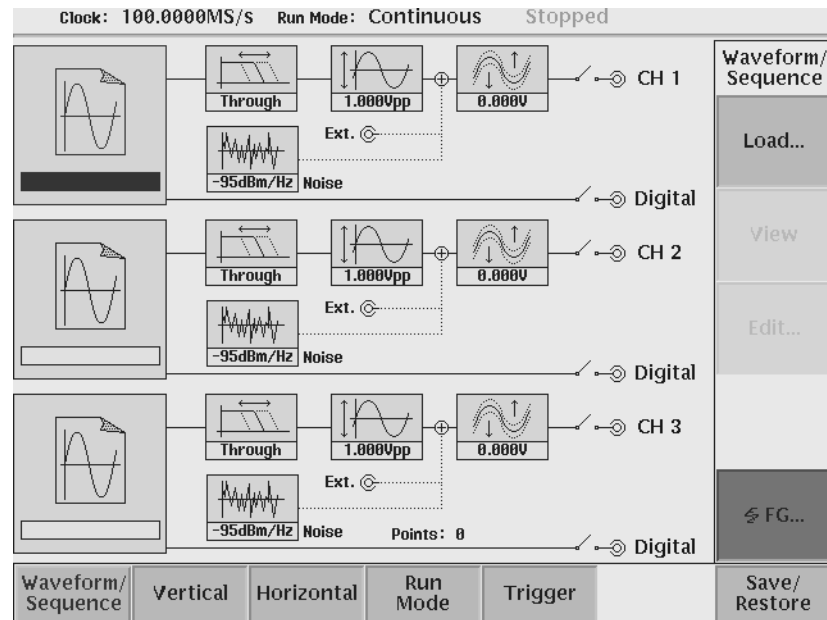 Clock: 100.0000MS/s Run Mode: Continuous Stopped
Waveform/
Sequence
Load...
View
Edit...
FG...
Through
1.000Vpp
0.000V
CH 1
Ext.
-95dBm/Hz Noise
Digital
Through
1.000Vpp
0.000V
CH 2
Ext.
-95dBm/Hz Noise
Digital
Through
1.000Vpp
0.000V
CH 3
Ext.
-95dBm/Hz Noise
Points: 0
Digital
Waveform/
Sequence
Vertical
Horizontal
Run
Mode
Trigger
Save/
Restore